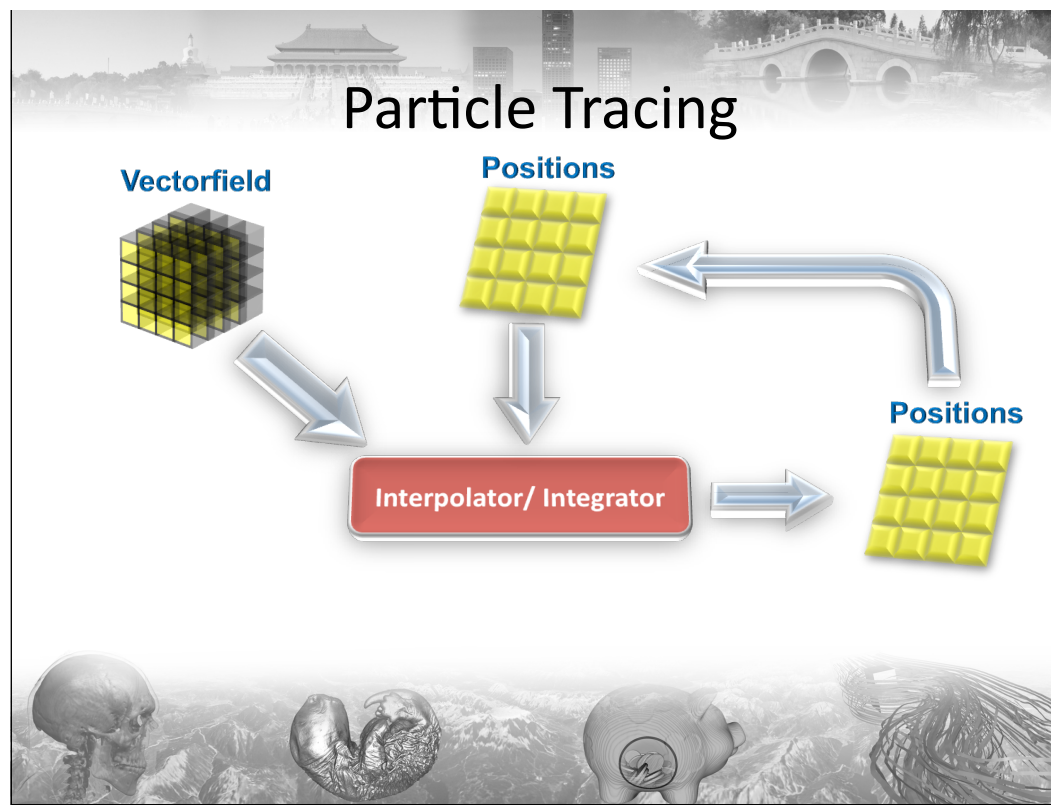 Particle Tracing
Vectorfield
Positions
Positions
Interpolator/ Integrator